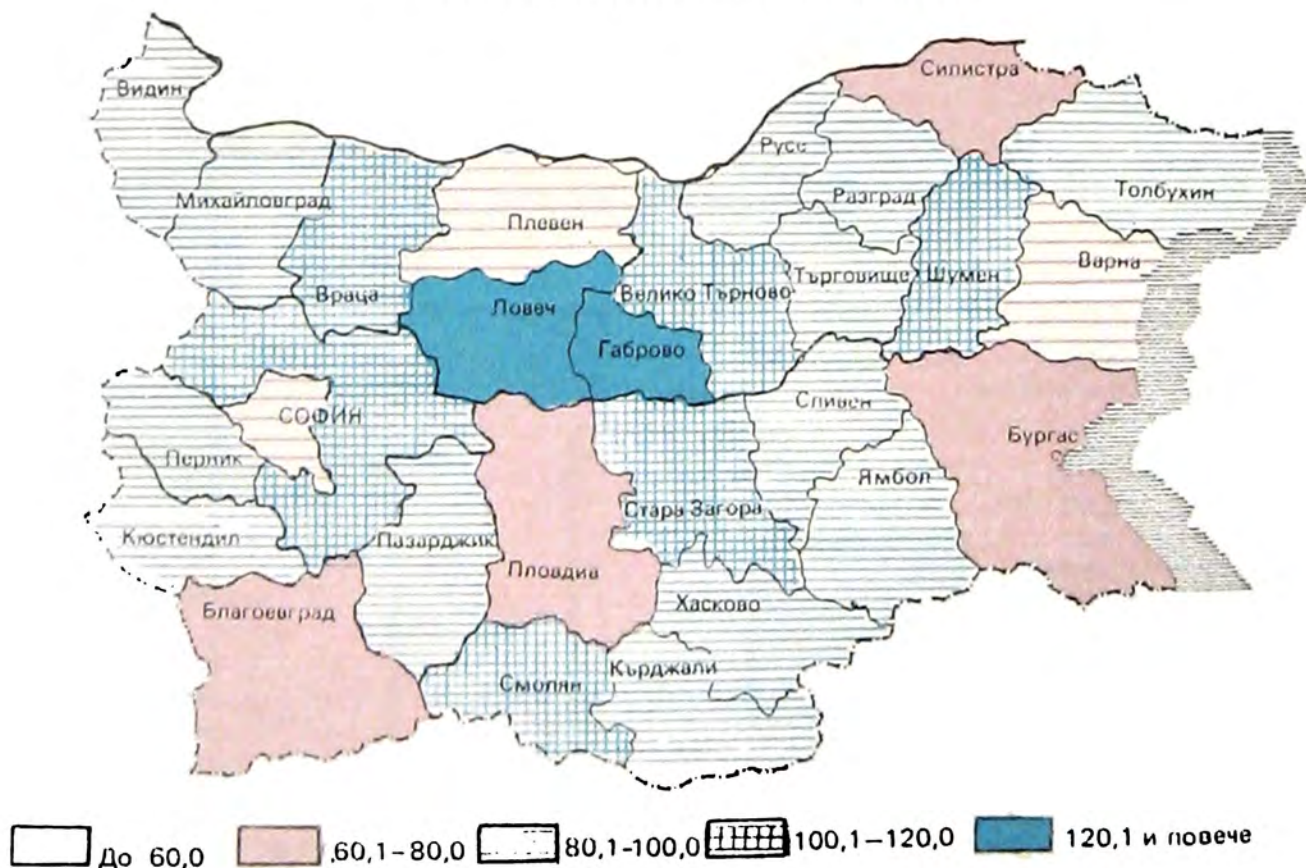 Видин
Силистра
Русе
Михайловград
Разград
Толбухин
Плевен
Враца
Ловеч
Велико Търново
Търговище
Шумен
Варна
Габрово
СОФИЯ
Сливен
Бургас
Перник
Ямбол
Кюстендил
Пазарджик
Стара Загора
Пловдив
Благоевград
Хасково
Кърджали
Смолян
До 60,0
60,1-80,0
80,1-100,0
100,1-120,0
120,1 и повече